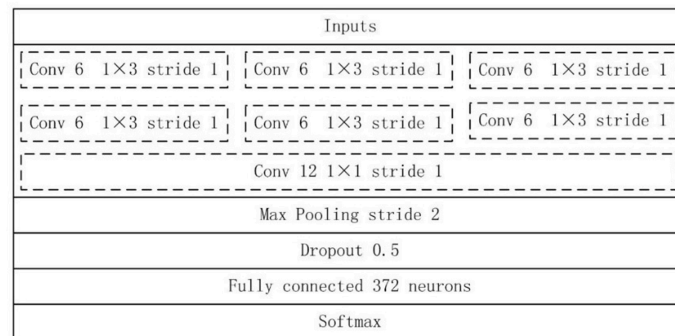 Inputs
Conv 6 1×3 stride 1 Conv 6 1×3 stride 1 Conv 6 1×3 stride 1
Conv 6 1×3 stride 1 Conv 6 1×3 stride 1 Conv 6 1×3 stride 1
Conv 12 1×1 stride 1
Max Pooling stride 2
Dropout 0.5
Fully connected 372 neurons
Softmax